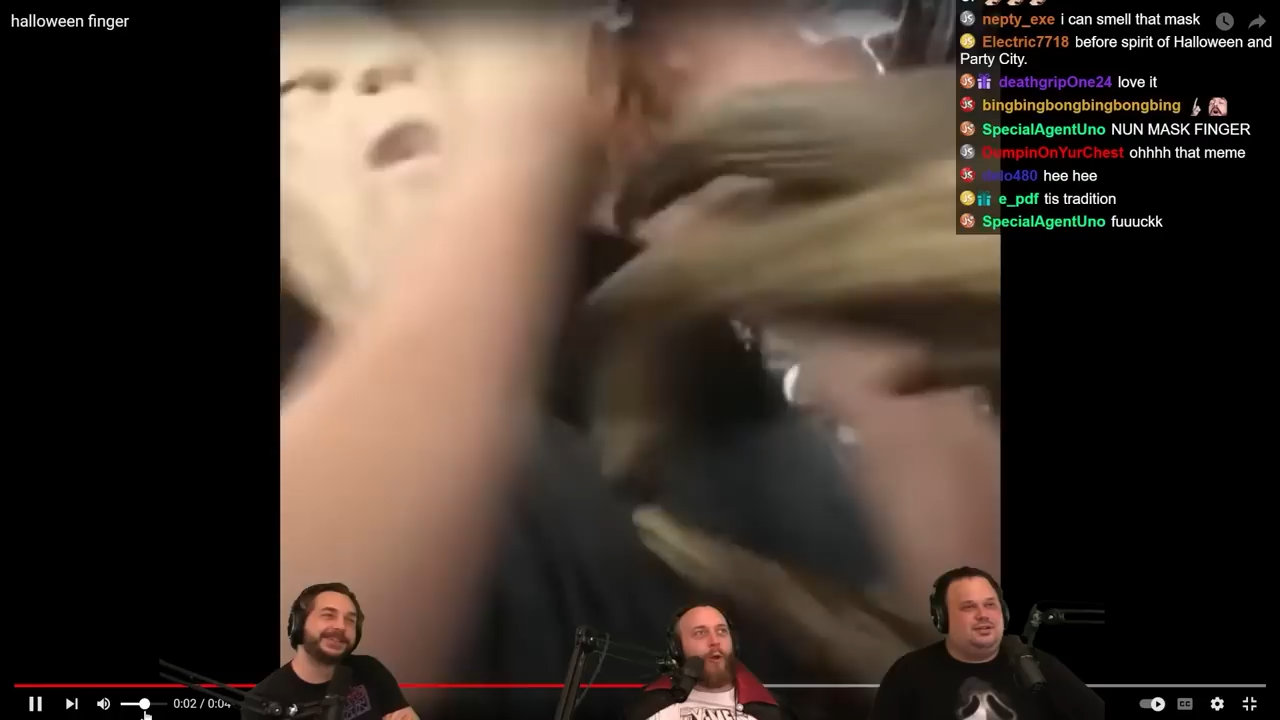 halloween finger
nepty_exe i can smell that mask
Electric7718 before spirit of Halloween and
Party City.
deathgripOne24 love it
bingbingbongbingbongbing
SpecialAgentUno NUN MASK FINGER
DumpinOnYurChest ohhhh that meme
hee hee
e_pdf tis tradition
SpecialAgentUno fuuuckk
0:02 / 0:04